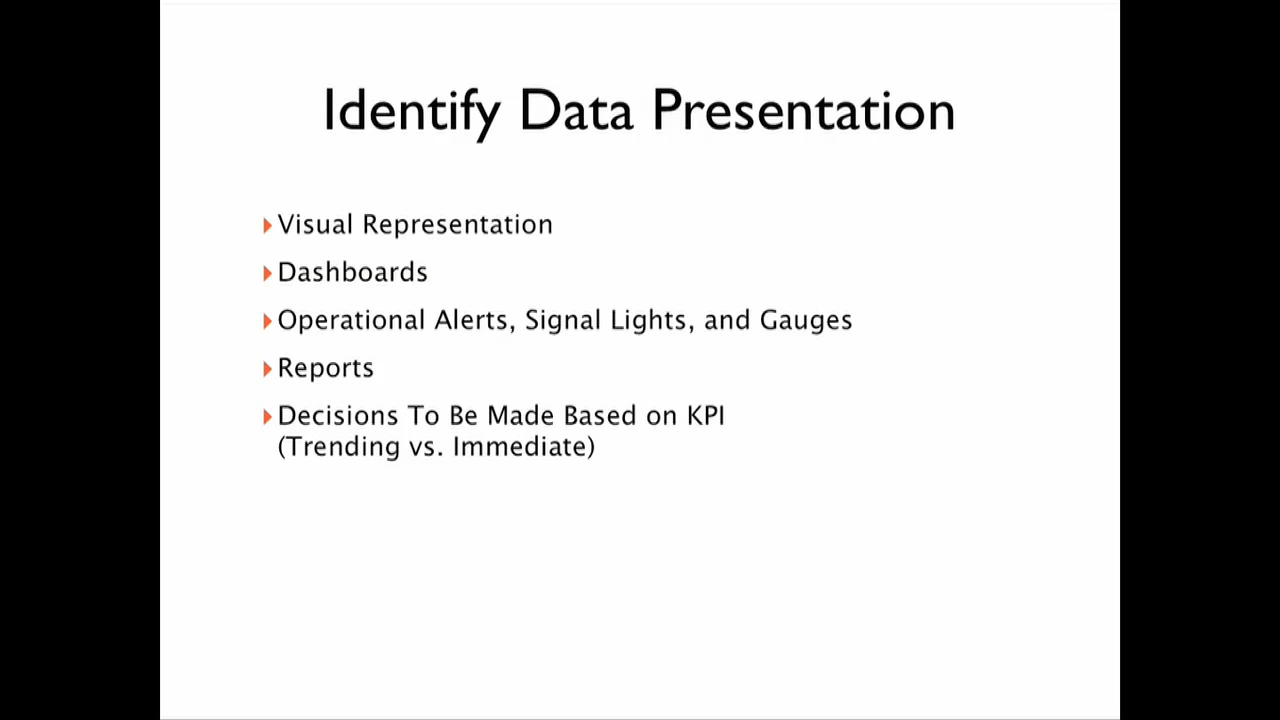 Identify Data Presentation
Visual Representation
Dashboards
Operational Alerts, Signal Lights, and Gauges
Reports
Decisions To Be Made Based on KPI
(Trending vs. Immediate)